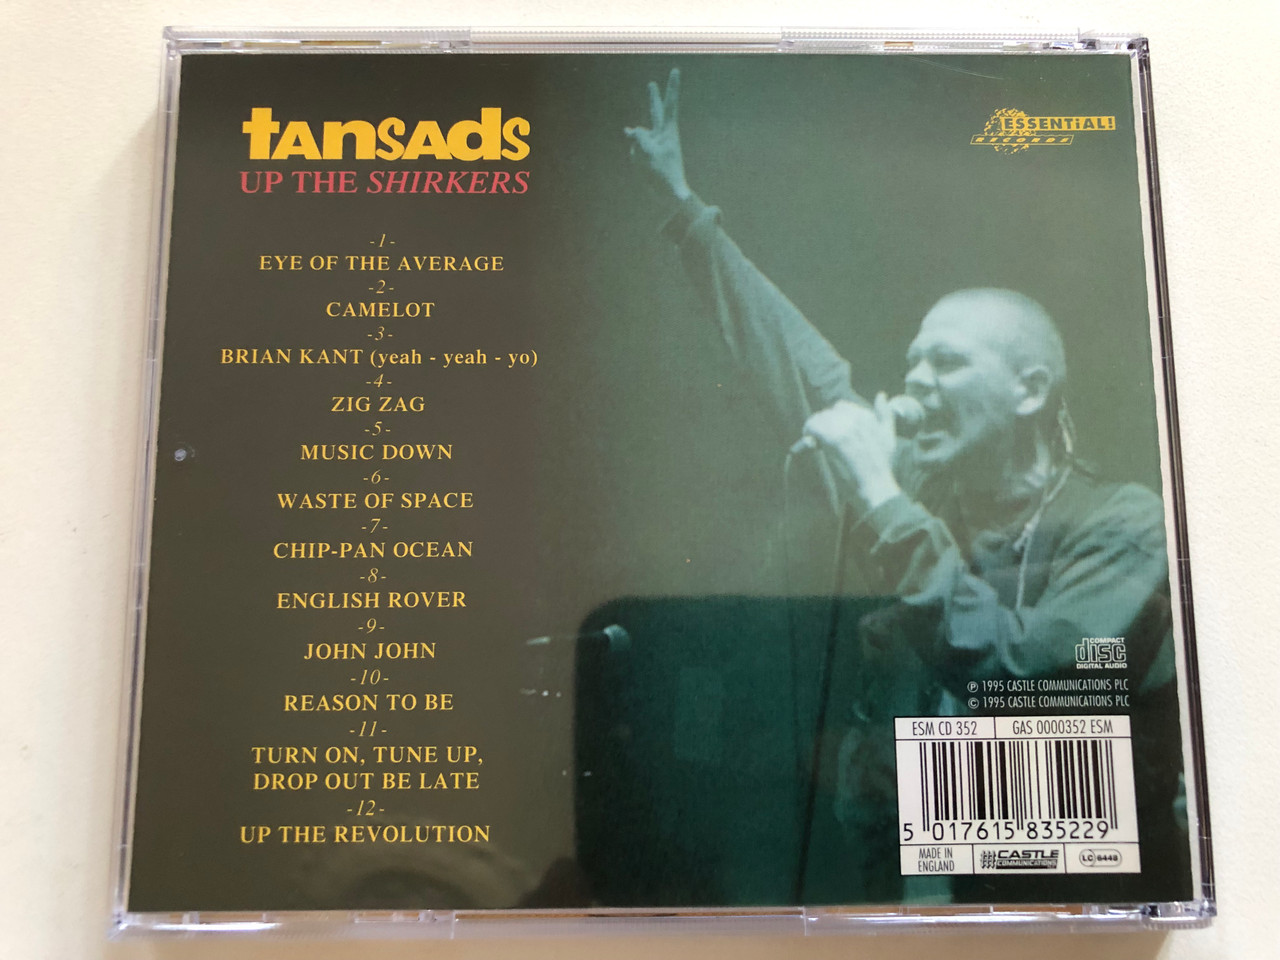 tansads
UP THE SHIRKERS
ESSENTiAL!
RECORDS
-1-
EYE OF THE AVERAGE
-2-
CAMELOT
-3-
BRIAN KANT (yeah - yeah - yo)
-4-
ZIG ZAG
-5-
MUSIC DOWN
-6-
WASTE OF SPACE
-7-
CHIP-PAN OCEAN
-8-
ENGLISH ROVER
-9-
JOHN JOHN
-10-
REASON TO BE
-11-
TURN ON, TUNE UP,
DROP OUT BE LATE
-12-
UP THE REVOLUTION
COMPACT
disc
DIGITAL AUDIO
℗ 1995 CASTLE COMMUNICATIONS PLC
© 1995 CASTLE COMMUNICATIONS PLC
ESM CD 352 GAS 0000352 ESM
5 017615 835229
MADE IN
ENGLAND
CASTLE
COMMUNICATIONS
LC 6448